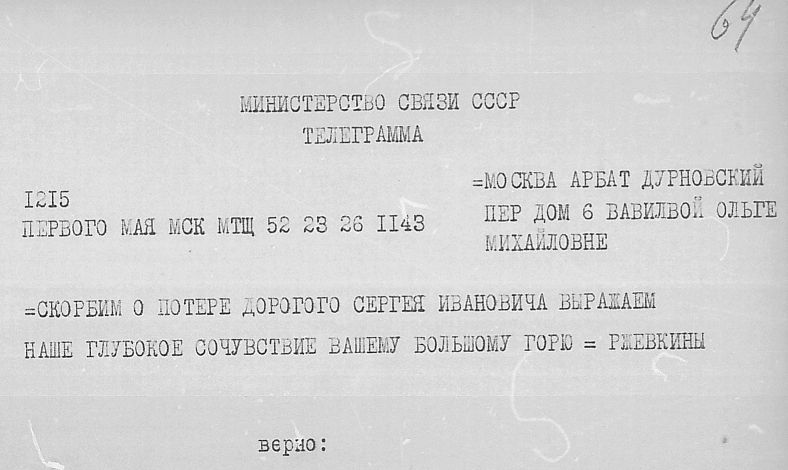 64
МИНИСТЕРСТВО СВЯЗИ СССР
ТЕЛЕГРАММА
=МОСКВА АРБАТ ДУРНОВСКИЙ
ПЕР ДОМ 6 ВАВИЛВОЙ ОЛЬГЕ
МИХАЙЛОВНЕ
I2I5
ПЕРВОГО МАЯ МСК МТЩ 52 23 26 II43
=СКОРБИМ О ПОТЕРЕ ДОРОГОГО СЕРГЕЯ ИВАНОВИЧА ВЫРАЖАЕМ
НАШЕ ГЛУБОКОЕ СОЧУВСТВИЕ ВАШЕМУ БОЛЬШОМУ ГОРЮ = РЖЕВКИНЫ
верно: